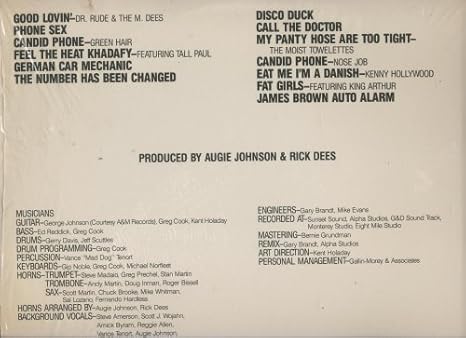 GOOD LOVIN'–DR. RUDE & THE M. DEES
PHONE SEX
CANDID PHONE–GREEN HAIR
FEEL THE HEAT KHADAFY–FEATURING TALL PAUL
GERMAN CAR MECHANIC
THE NUMBER HAS BEEN CHANGED
DISCO DUCK
CALL THE DOCTOR
MY PANTY HOSE ARE TOO TIGHT–
THE MOIST TOWELETTES
CANDID PHONE–NOSE JOB
EAT ME I'M A DANISH–KENNY HOLLYWOOD
FAT GIRLS–FEATURING KING ARTHUR
JAMES BROWN AUTO ALARM
PRODUCED BY AUGIE JOHNSON & RICK DEES
MUSICIANS
GUITAR–George Johnson (Courtesy A&M Records), Greg Cook, Kent Holaday
BASS–Ed Reddick, Greg Cook
DRUMS–Gerry Davis, Jeff Scuttles
DRUM PROGRAMMING–Greg Cook
PERCUSSION–Vance "Mad Dog" Tenort
KEYBOARDS–Gip Noble, Greg Cook, Michael Norfleet
HORNS–TRUMPET–Steve Madaio, Greg Prechel, Stan Martin
TROMBONE–Andy Martin, Doug Inman, Roger Bissell
SAX–Scott Martin, Chuck Brooke, Mike Whitman,
Sal Lozano, Fernando Hardless
HORNS ARRANGED BY–Augie Johnson, Rick Dees
BACKGROUND VOCALS–Steve Amerson, Scott J. Wojahn,
Arnick Byram, Reggie Allen,
Vance Tenort, Augie Johnson,
ENGINEERS–Gary Brandt, Mike Evans
RECORDED AT–Sunset Sound, Alpha Studios, G&D Sound Track,
Monterey Studio, Eight Mile Studio
MASTERING–Bernie Grundman
REMIX–Gary Brandt, Alpha Studios
ART DIRECTION–Kent Holaday
PERSONAL MANAGEMENT–Gallin-Morey & Associates